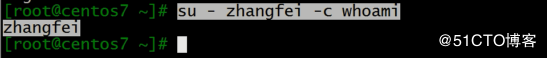 [root@centos7 ~]# su - zhangfei -c whoami
zhangfei
[root@centos7 ~]#
@51CTO博客